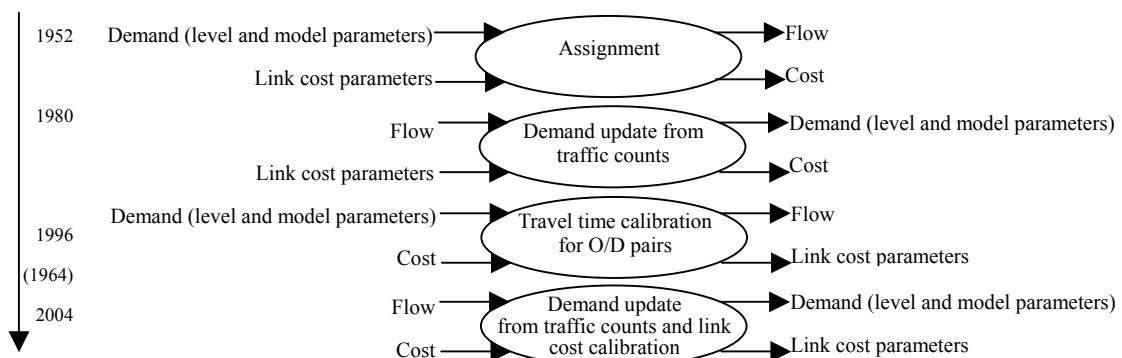 1952
Demand (level and model parameters)
Link cost parameters
Assignment
Flow
Cost
1980
Flow
Link cost parameters
Demand update from
traffic counts
Demand (level and model parameters)
Cost
1996
(1964)
Demand (level and model parameters)
Cost
Travel time calibration
for O/D pairs
Flow
Link cost parameters
2004
Flow
Cost
Demand update
from traffic counts and link
cost calibration
Demand (level and model parameters)
Link cost parameters